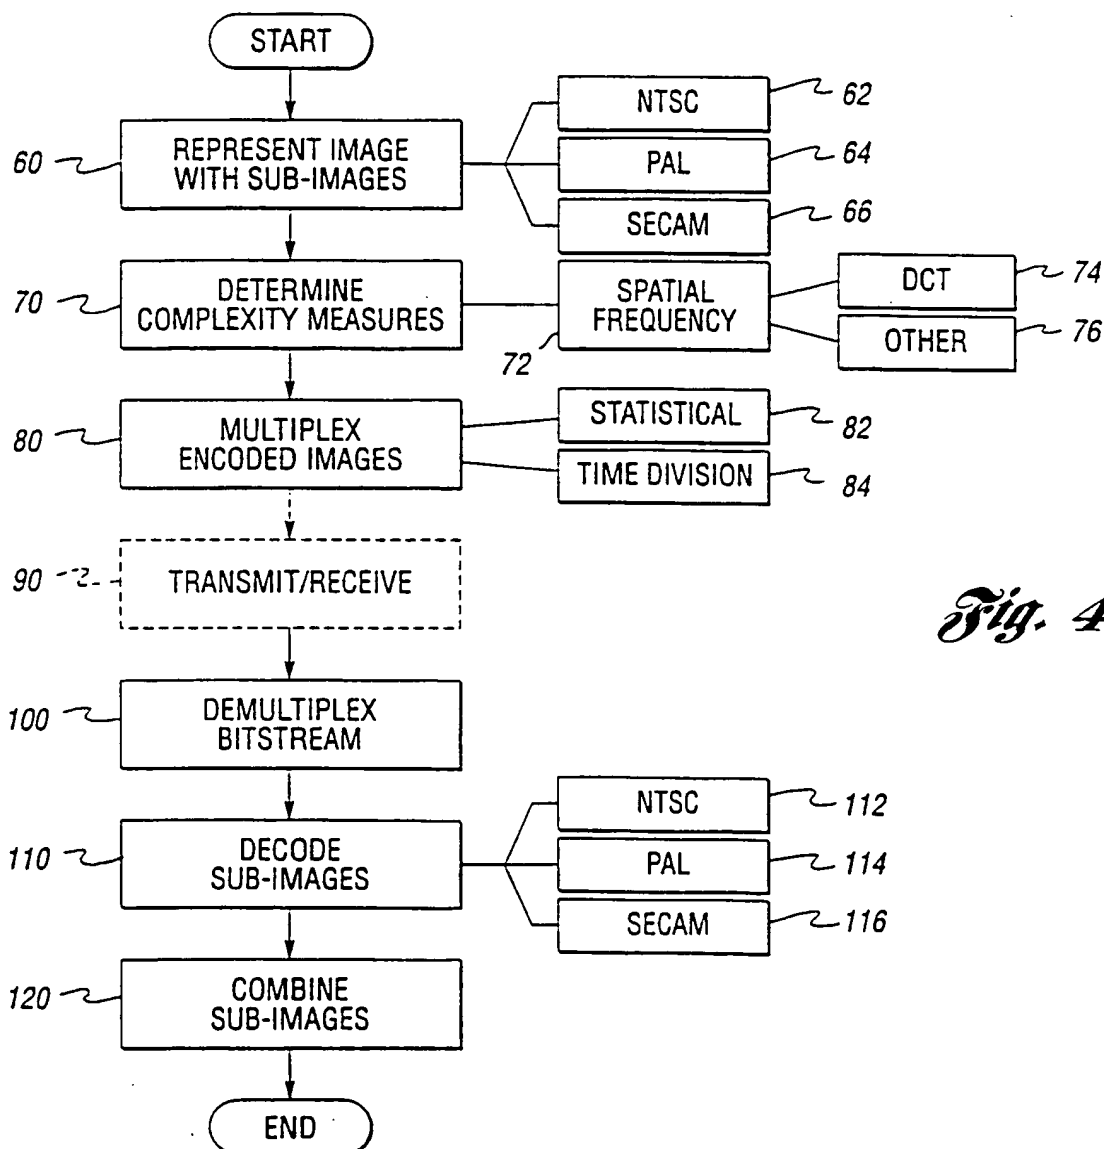 START
60
REPRESENT IMAGE
WITH SUB-IMAGES
NTSC
62
PAL
64
SECAM
66
70
DETERMINE
COMPLEXITY MEASURES
SPATIAL
FREQUENCY
72
DCT
74
OTHER
76
80
MULTIPLEX
ENCODED IMAGES
STATISTICAL
82
TIME DIVISION
84
90
TRANSMIT/RECEIVE
Fig. 4
100
DEMULTIPLEX
BITSTREAM
110
DECODE
SUB-IMAGES
NTSC
112
PAL
114
SECAM
116
120
COMBINE
SUB-IMAGES
END